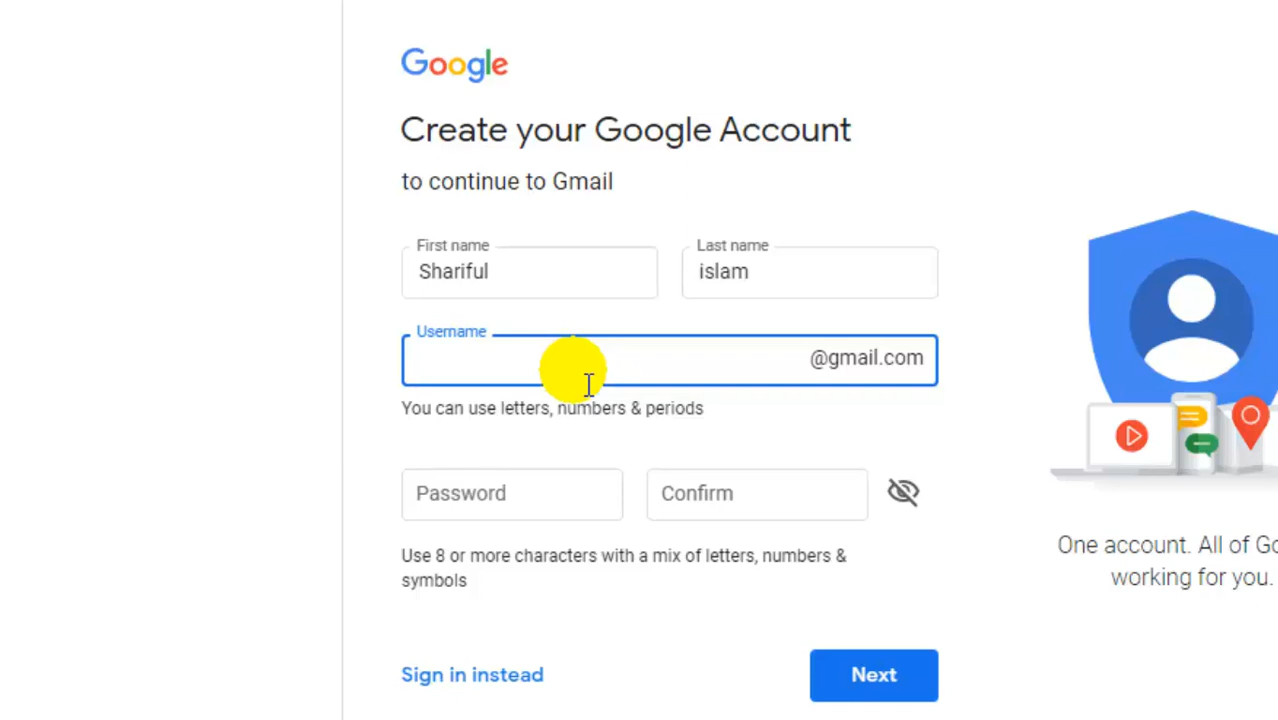 Google
Create your Google Account
to continue to Gmail
First name
Shariful
Last name
islam
Username
@gmail.com
You can use letters, numbers & periods
Password
Confirm
Use 8 or more characters with a mix of letters, numbers &
symbols
Sign in instead
Next
One account. All of Go
working for you.